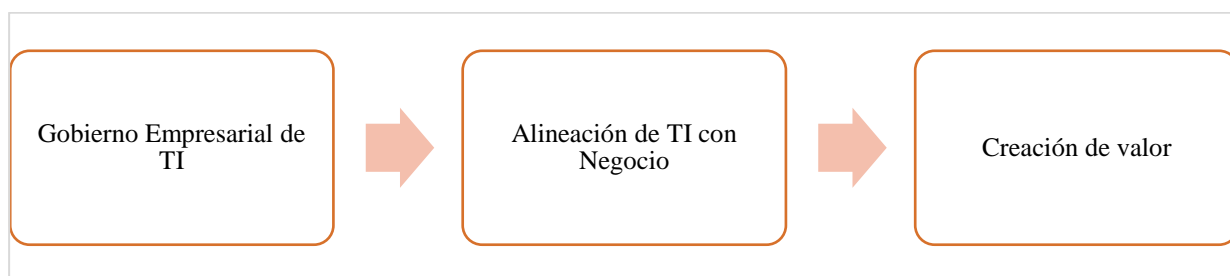 Gobierno Empresarial de
TI
Alineación de TI con
Negocio
Creación de valor